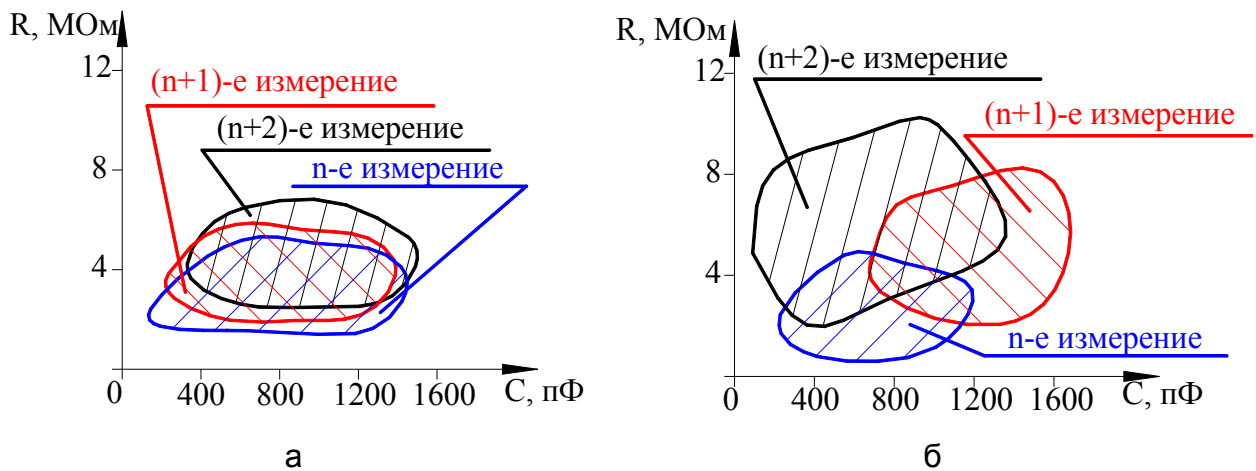 R, МОм
12
(n+1)-е измерение
(n+2)-е измерение
8
n-е измерение
4
0
400
800
1200
1600
С, пФ
а
R, МОм
(n+2)-е измерение
12
(n+1)-е измерение
8
4
n-е измерение
0
400
800
1200
1600
С, пФ
б